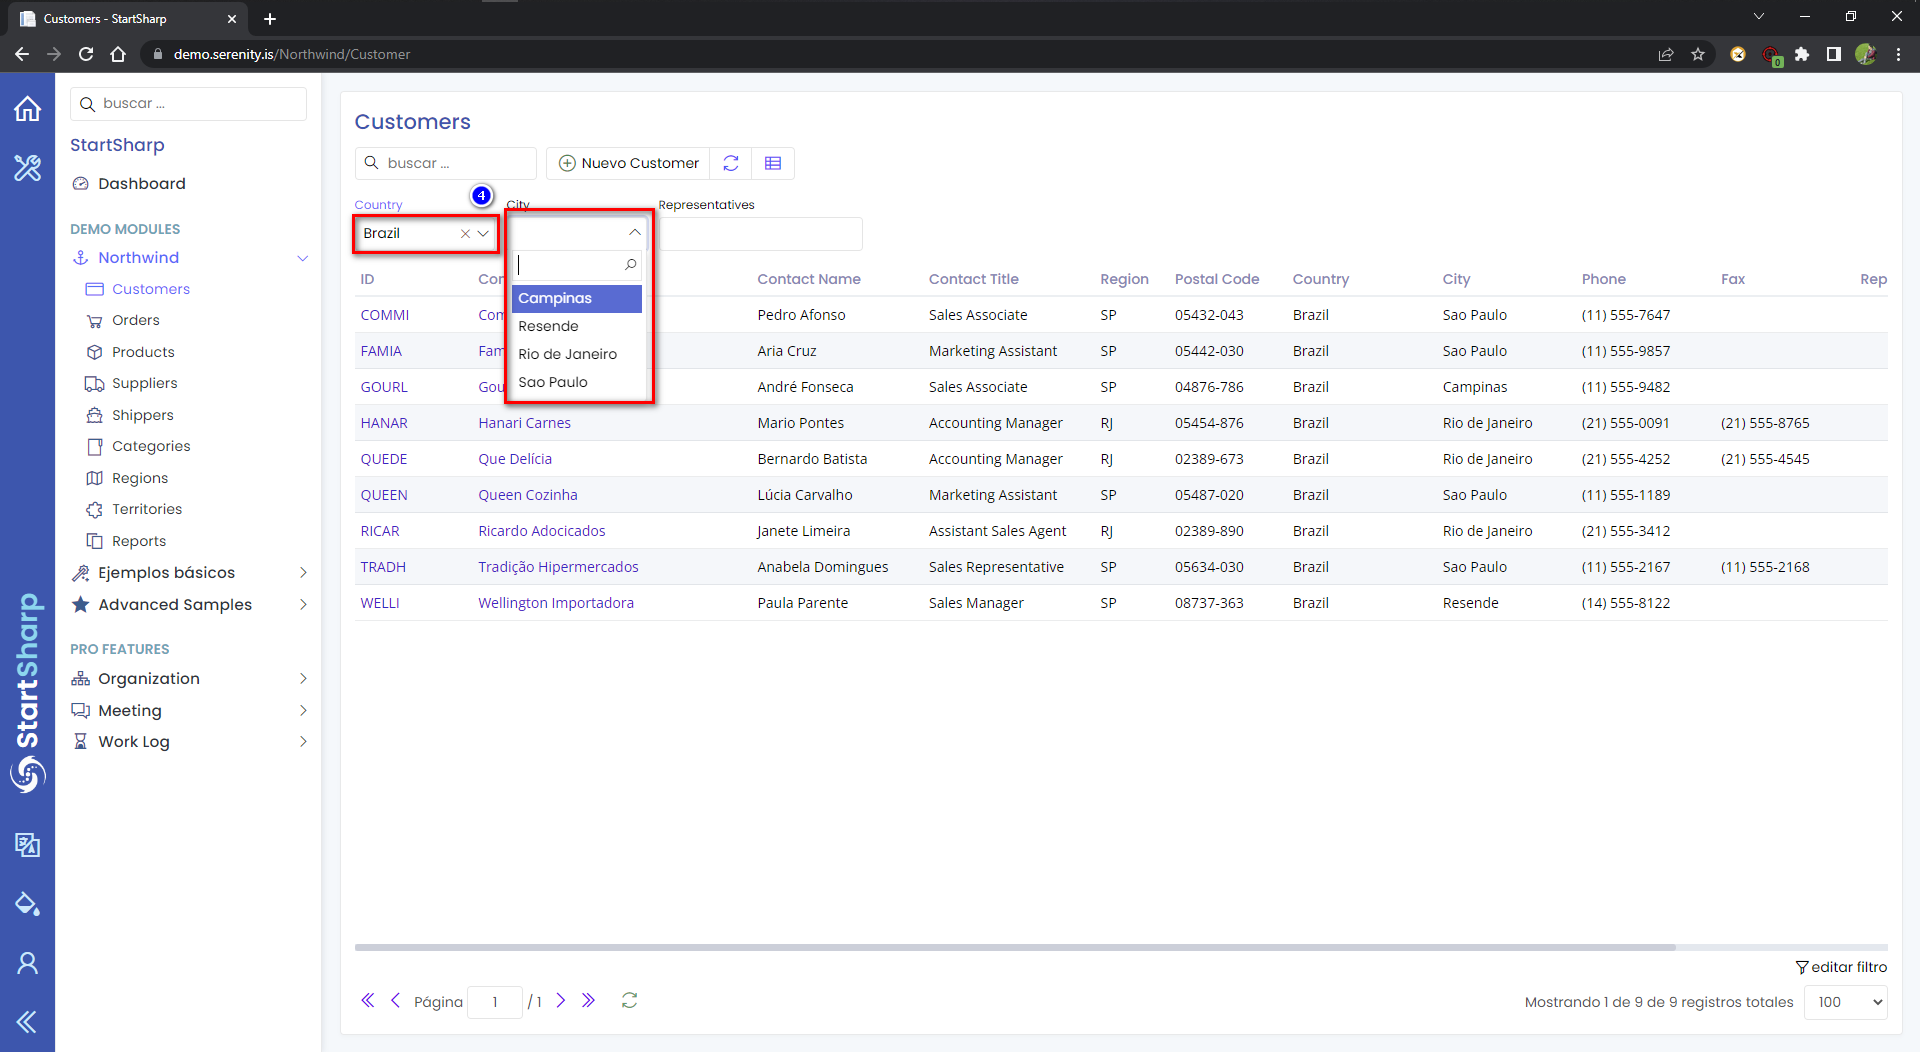 Customers - StartSharp
demo.serenity.is/Northwind/Customer
0
buscar ...
StartSharp
Dashboard
DEMO MODULES
Northwind
Customers
Orders
Products
Suppliers
Shippers
Categories
Regions
Territories
Reports
Ejemplos básicos
Advanced Samples
PRO FEATURES
Organization
Meeting
Work Log
StartSharp
Customers
buscar ...
Nuevo Customer
4
Country City Representatives
Brazil
Campinas
Resende
Rio de Janeiro
Sao Paulo
ID Con Contact Name Contact Title Region Postal Code Country City Phone Fax Rep
COMMI Com Pedro Afonso Sales Associate SP 05432-043 Brazil Sao Paulo (11) 555-7647
FAMIA Fam Aria Cruz Marketing Assistant SP 05442-030 Brazil Sao Paulo (11) 555-9857
GOURL Gou André Fonseca Sales Associate SP 04876-786 Brazil Campinas (11) 555-9482
HANAR Hanari Carnes Mario Pontes Accounting Manager RJ 05454-876 Brazil Rio de Janeiro (21) 555-0091 (21) 555-8765
QUEDE Que Delícia Bernardo Batista Accounting Manager RJ 02389-673 Brazil Rio de Janeiro (21) 555-4252 (21) 555-4545
QUEEN Queen Cozinha Lúcia Carvalho Marketing Assistant SP 05487-020 Brazil Sao Paulo (11) 555-1189
RICAR Ricardo Adocicados Janete Limeira Assistant Sales Agent RJ 02389-890 Brazil Rio de Janeiro (21) 555-3412
TRADH Tradição Hipermercados Anabela Domingues Sales Representative SP 05634-030 Brazil Sao Paulo (11) 555-2167 (11) 555-2168
WELLI Wellington Importadora Paula Parente Sales Manager SP 08737-363 Brazil Resende (14) 555-8122
editar filtro
Página 1 / 1
Mostrando 1 de 9 de 9 registros totales 100